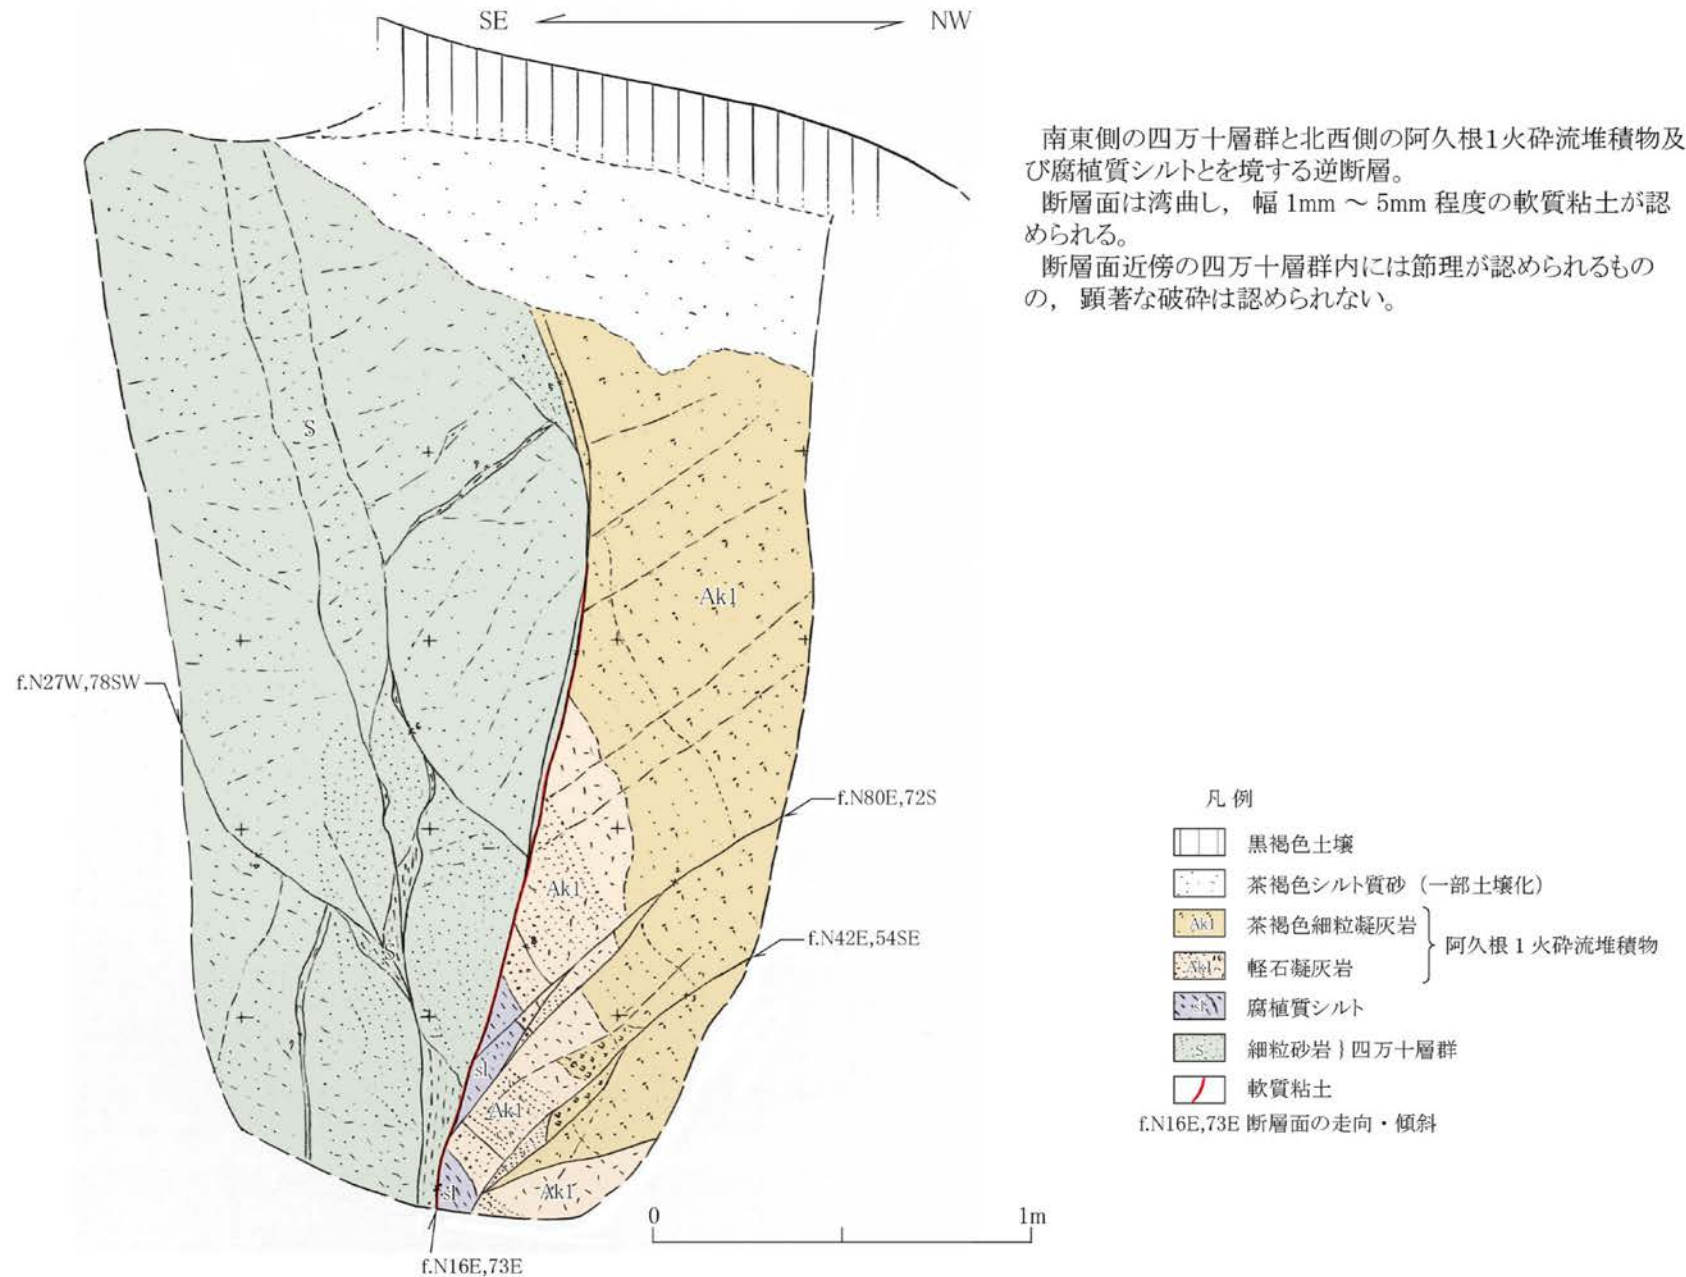 SE NW
南東側の四万十層群と北西側の阿久根1火砕流堆積物及
び腐植質シルトとを境する逆断層。
断層面は湾曲し, 幅 1mm ～ 5mm 程度の軟質粘土が認
められる。
断層面近傍の四万十層群内には節理が認められるもの
の, 顕著な破砕は認められない。
S
Ak1
f.N27W,78SW
f.N80E,72S
Ak1
f.N42E,54SE
S
sl
Ak1
sl
Ak1
f.N16E,73E
0 1m
凡 例
黒褐色土壌
茶褐色シルト質砂 (一部土壌化)
Ak1 茶褐色細粒凝灰岩
阿久根 1 火砕流堆積物
Ak1 軽石凝灰岩
sl 腐植質シルト
S 細粒砂岩 } 四万十層群
軟質粘土
f.N16E,73E 断層面の走向・傾斜